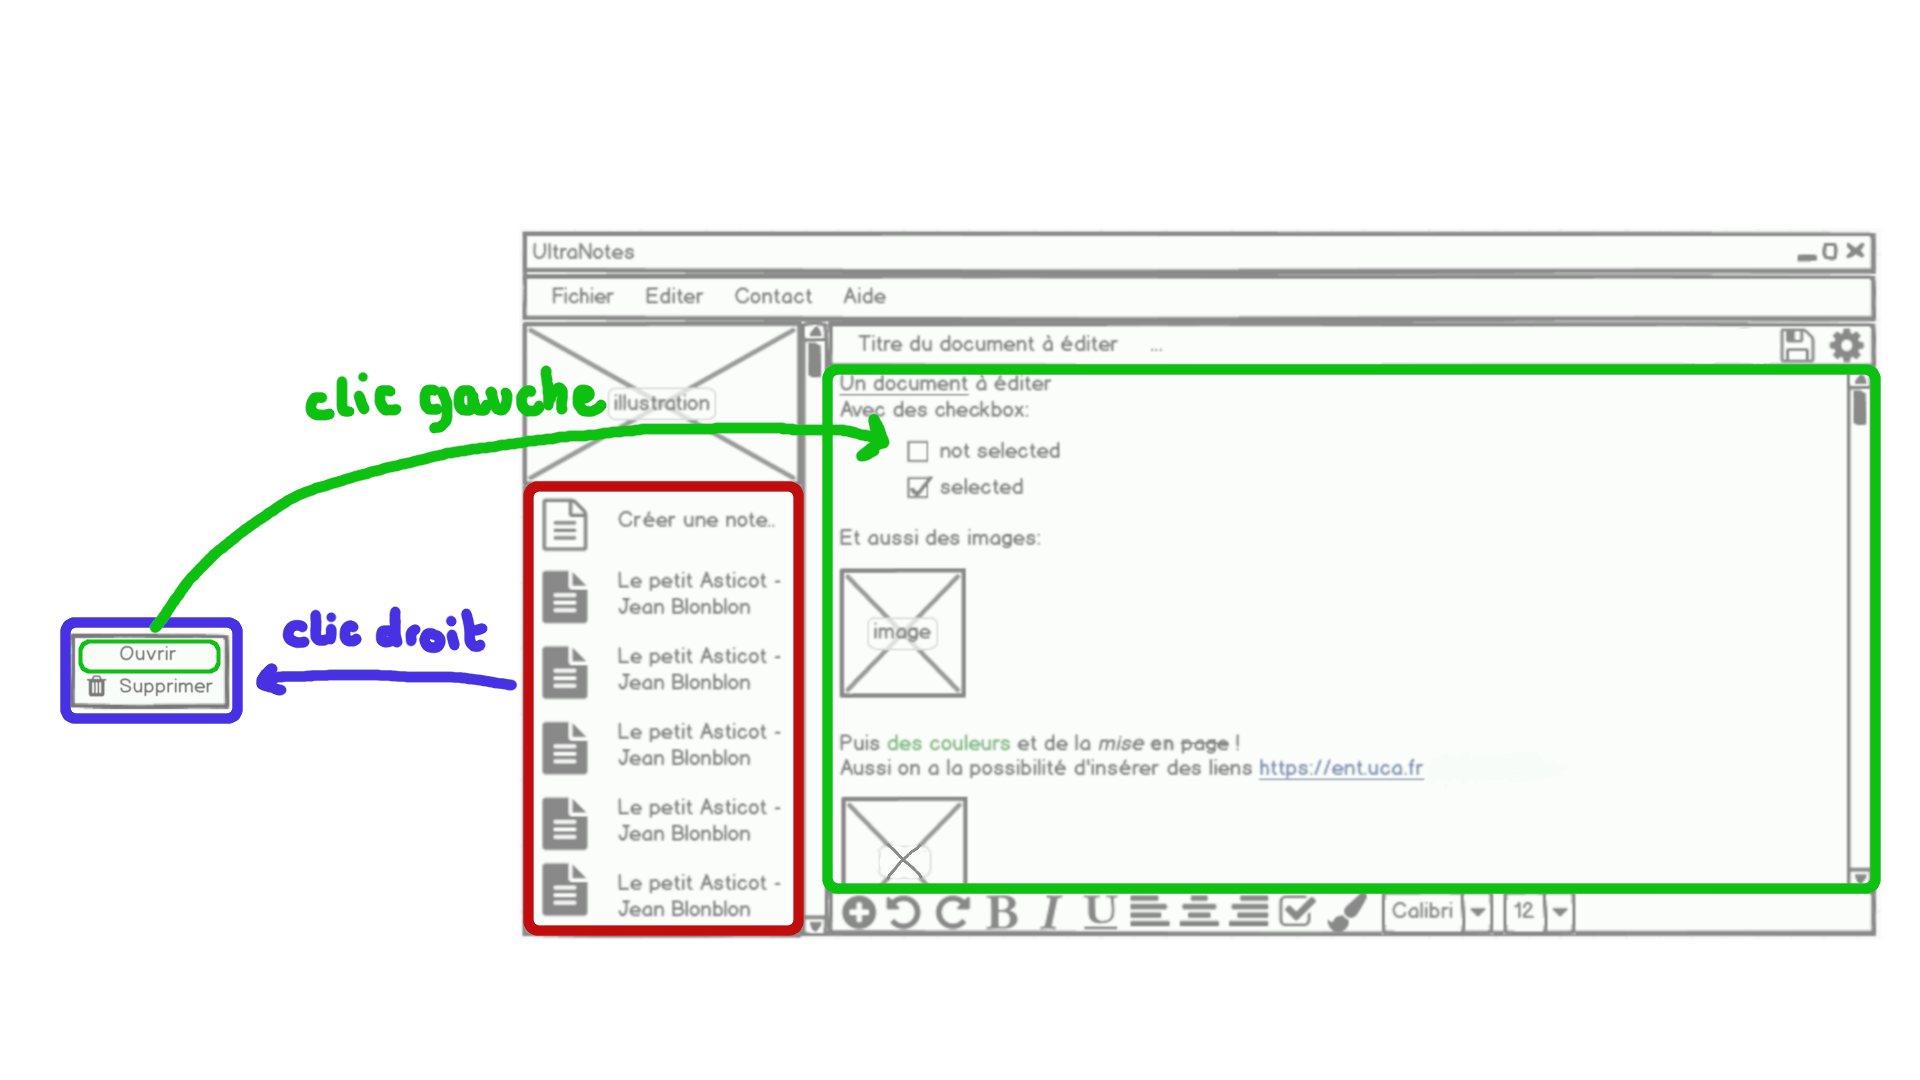 UltraNotes
Fichier Editer Contact Aide
illustration
Titre du document à éditer ...
clic gauche
clic droit
Ouvrir
Supprimer
Créer une note..
Le petit Asticot -
Jean Blonblon
Le petit Asticot -
Jean Blonblon
Le petit Asticot -
Jean Blonblon
Le petit Asticot -
Jean Blonblon
Le petit Asticot -
Jean Blonblon
Un document à éditer
Avec des checkbox:
not selected
selected
Et aussi des images:
image
Puis des couleurs et de la mise en page !
Aussi on a la possibilité d'insérer des liens https://ent.uca.fr
B I U Calibri 12